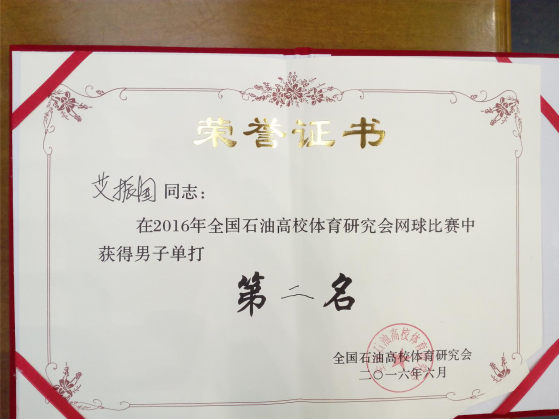 荣誉证书
艾振国同志：
在2016年全国石油高校体育研究会网球比赛中
获得男子单打
第二名
全国石油高校体育研究会
二〇一六年六月